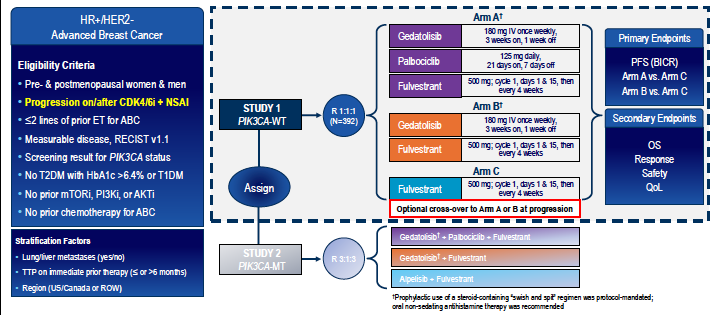 HR+/HER2-
Advanced Breast Cancer
Eligibility Criteria
• Pre- & postmenopausal women & men
• Progression on/after CDK4/6i + NSAI
• ≤2 lines of prior ET for ABC
• Measurable disease, RECIST v1.1
• Screening result for PIK3CA status
• No T2DM with HbA1c >6.4% or T1DM
• No prior mTORi, PI3Ki, or AKTi
• No prior chemotherapy for ABC
Stratification Factors
• Lung/liver metastases (yes/no)
• TTP on immediate prior therapy (≤ or >6 months)
• Region (US/Canada or ROW)
STUDY 1
PIK3CA-WT
Assign
STUDY 2
PIK3CA-MT
R 1:1:1
(N=392)
R 3:1:3
Arm A†
Gedatolisib
180 mg IV once weekly,
3 weeks on, 1 week off
Palbociclib
125 mg daily,
21 days on, 7 days off
Fulvestrant
500 mg; cycle 1, days 1 & 15, then
every 4 weeks
Arm B†
Gedatolisib
180 mg IV once weekly,
3 weeks on, 1 week off
Fulvestrant
500 mg; cycle 1, days 1 & 15, then
every 4 weeks
Arm C
Fulvestrant
500 mg; cycle 1, days 1 & 15, then
every 4 weeks
Optional cross-over to Arm A or B at progression
Gedatolisib† + Palbociclib + Fulvestrant
Gedatolisib† + Fulvestrant
Alpelisib + Fulvestrant
Primary Endpoints
PFS (BICR)
Arm A vs. Arm C
Arm B vs. Arm C
Secondary Endpoints
OS
Response
Safety
QoL
†Prophylactic use of a steroid-containing "swish and spit" regimen was protocol-mandated;
oral non-sedating antihistamine therapy was recommended